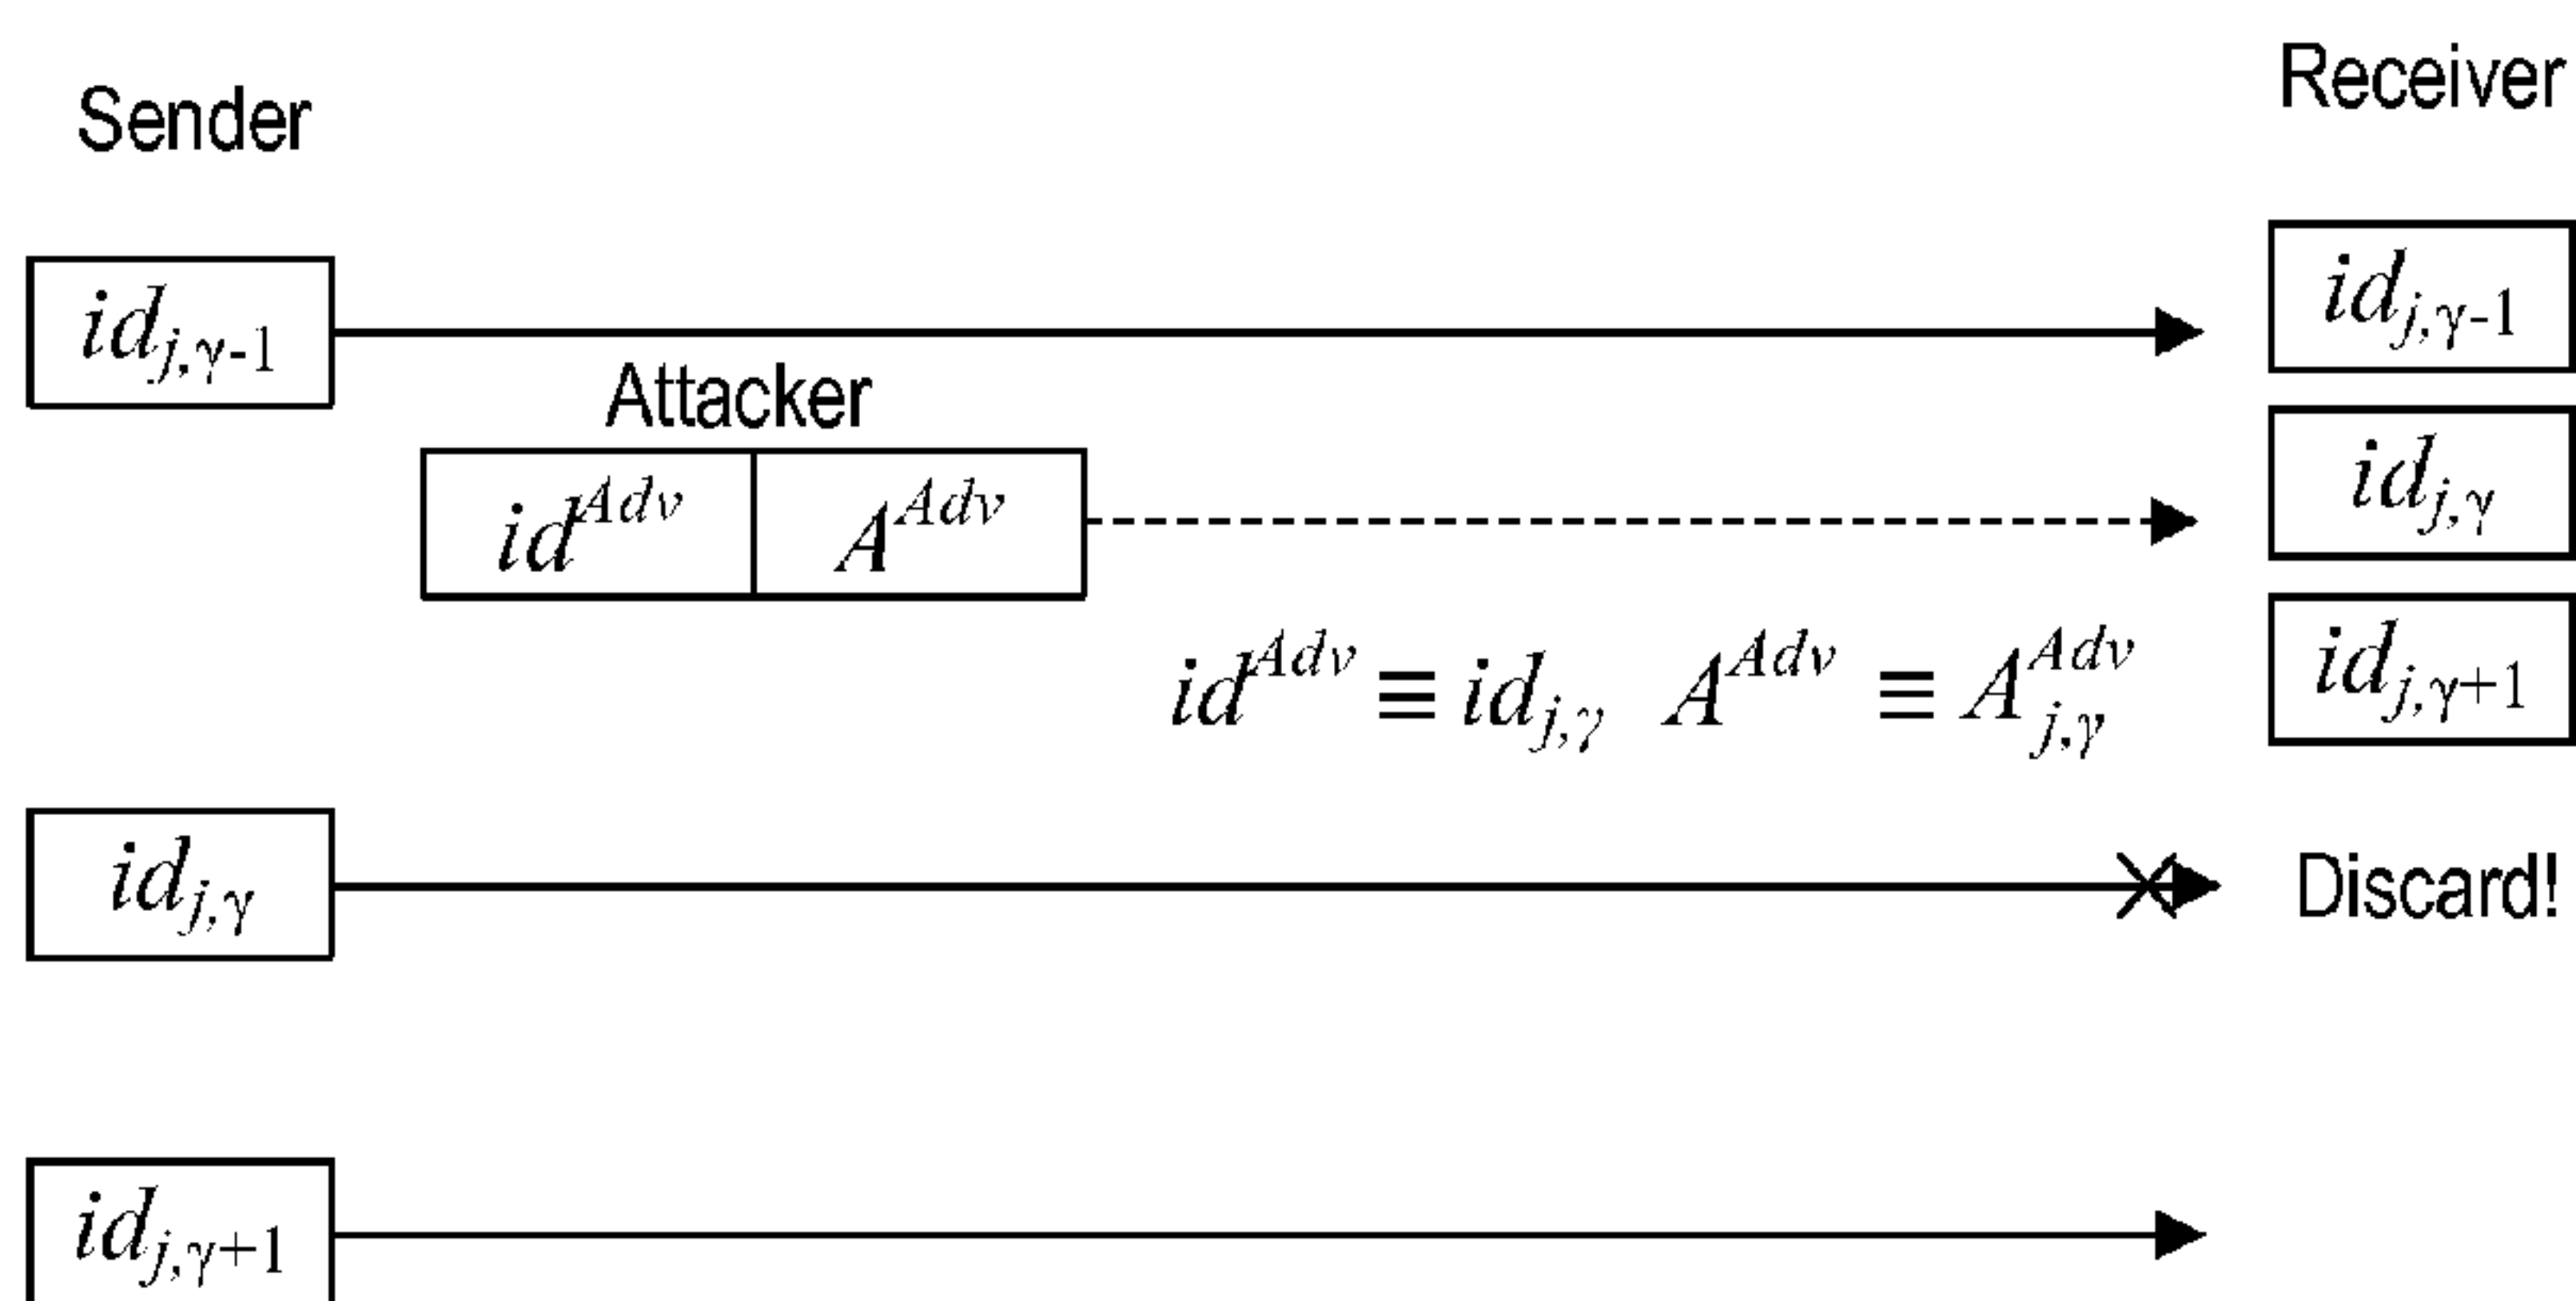 Sender
Receiver
id_{j,γ-1}
id_{j,γ-1}
Attacker
id^{Adv} A^{Adv}
id_{j,γ}
id^{Adv} ≡ id_{j,γ} A^{Adv} ≡ A^{Adv}_{j,γ}
id_{j,γ+1}
id_{j,γ}
Discard!
id_{j,γ+1}